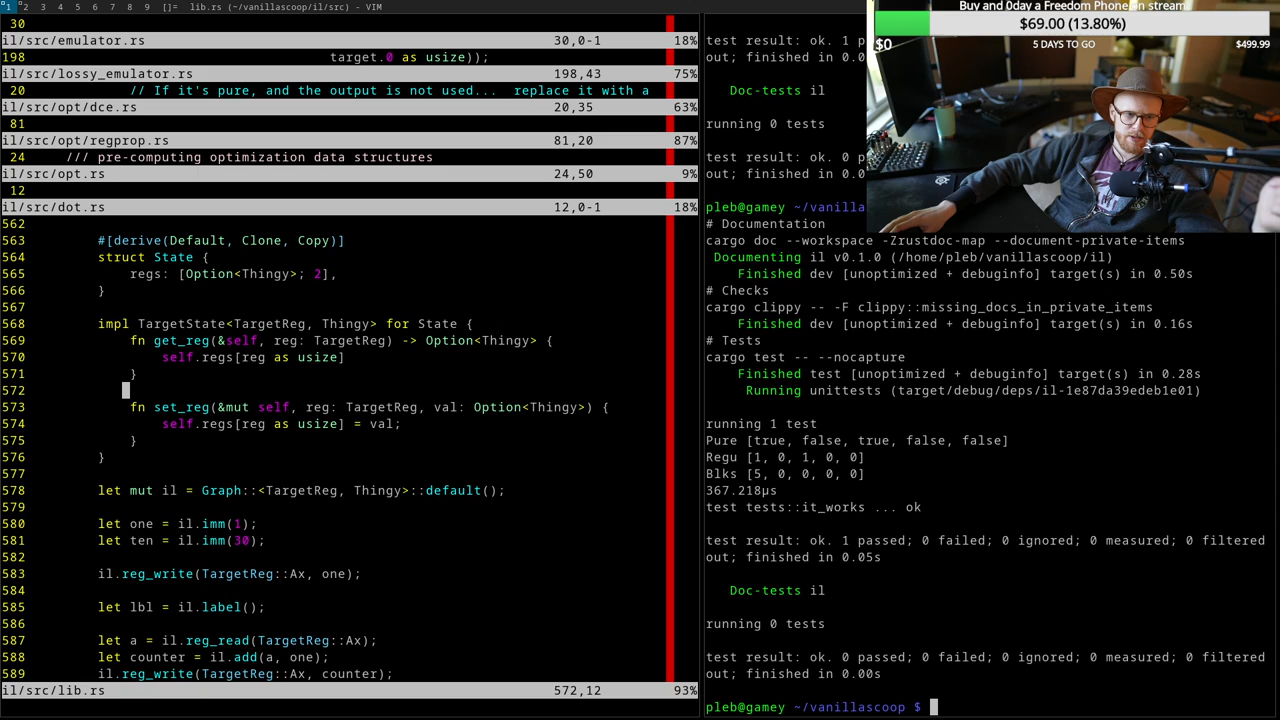 1 2 3 4 5 6 7 8 9 []= lib.rs (~/vanillascoop/il/src) - VIM
30
il/src/emulator.rs 30,0-1 18%
198 target.0 as usize));
il/src/lossy_emulator.rs 198,43 75%
20 // If it's pure, and the output is not used... replace it with a
il/src/opt/dce.rs 20,35 63%
81
il/src/opt/regprop.rs 81,20 87%
24 /// pre-computing optimization data structures
il/src/opt.rs 24,50 9%
12
il/src/dot.rs 12,0-1 18%
562
563 #[derive(Default, Clone, Copy)]
564 struct State {
565 regs: [Option<Thingy>; 2],
566 }
567
568 impl TargetState<TargetReg, Thingy> for State {
569 fn get_reg(&self, reg: TargetReg) -> Option<Thingy> {
570 self.regs[reg as usize]
571 }
572
573 fn set_reg(&mut self, reg: TargetReg, val: Option<Thingy>) {
574 self.regs[reg as usize] = val;
575 }
576 }
577
578 let mut il = Graph::<TargetReg, Thingy>::default();
579
580 let one = il.imm(1);
581 let ten = il.imm(30);
582
583 il.reg_write(TargetReg::Ax, one);
584
585 let lbl = il.label();
586
587 let a = il.reg_read(TargetReg::Ax);
588 let counter = il.add(a, one);
589 il.reg_write(TargetReg::Ax, counter);
il/src/lib.rs 572,12 93%
test result: ok. 1 p
out; finished in 0.0
Doc-tests il
running 0 tests
test result: ok. 0 p
out; finished in 0.0
pleb@gamey ~/vanilla
# Documentation
cargo doc --workspace -Zrustdoc-map --document-private-items
Documenting il v0.1.0 (/home/pleb/vanillascoop/il)
Finished dev [unoptimized + debuginfo] target(s) in 0.50s
# Checks
cargo clippy -- -F clippy::missing_docs_in_private_items
Finished dev [unoptimized + debuginfo] target(s) in 0.16s
# Tests
cargo test -- --nocapture
Finished test [unoptimized + debuginfo] target(s) in 0.28s
Running unittests (target/debug/deps/il-1e87da39edeb1e01)
running 1 test
Pure [true, false, true, false, false]
Regu [1, 0, 1, 0, 0]
Blks [5, 0, 0, 0, 0]
367.218µs
test tests::it_works ... ok
test result: ok. 1 passed; 0 failed; 0 ignored; 0 measured; 0 filtered
out; finished in 0.05s
Doc-tests il
running 0 tests
test result: ok. 0 passed; 0 failed; 0 ignored; 0 measured; 0 filtered
out; finished in 0.00s
pleb@gamey ~/vanillascoop $
Buy and 0day a Freedom Phone on stream
$69.00 (13.80%)
$0 5 DAYS TO GO $499.99